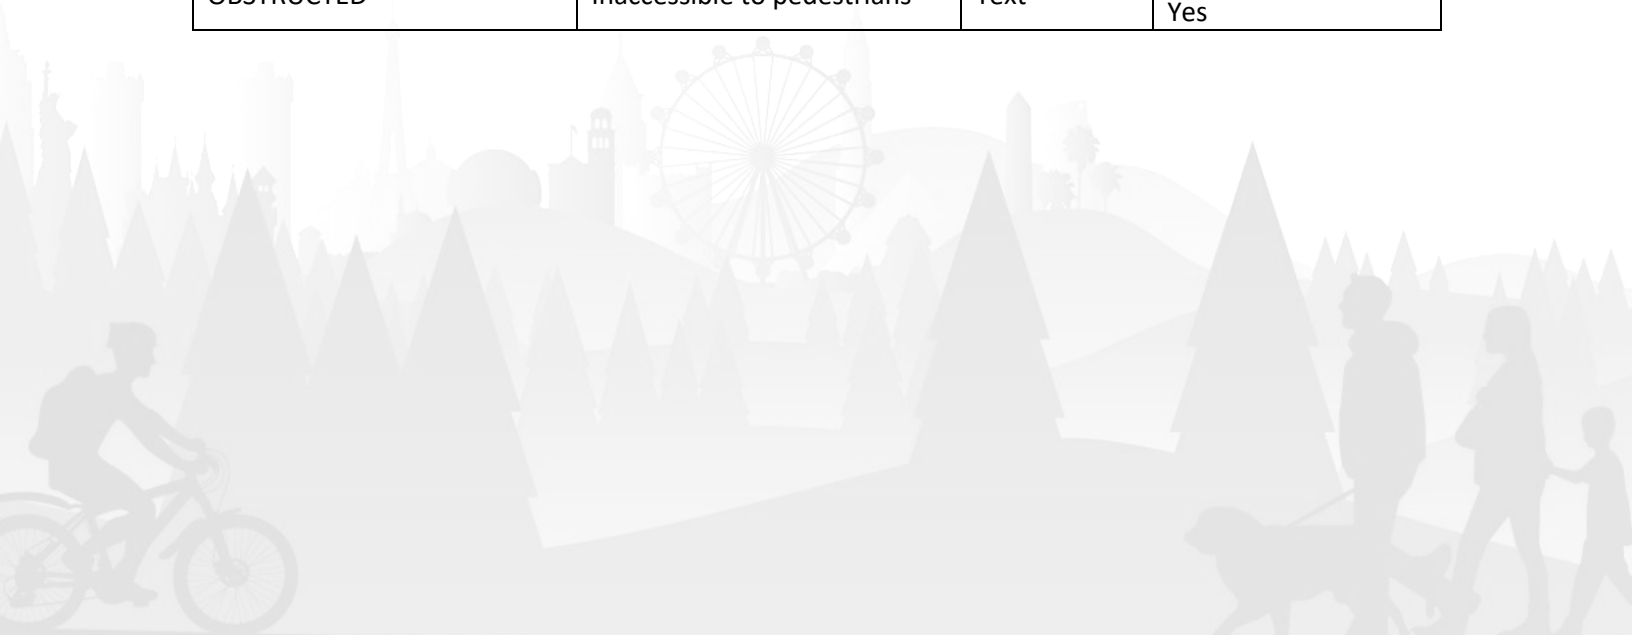 OBSTRUCTED Inaccessible to pedestrians Text
Yes